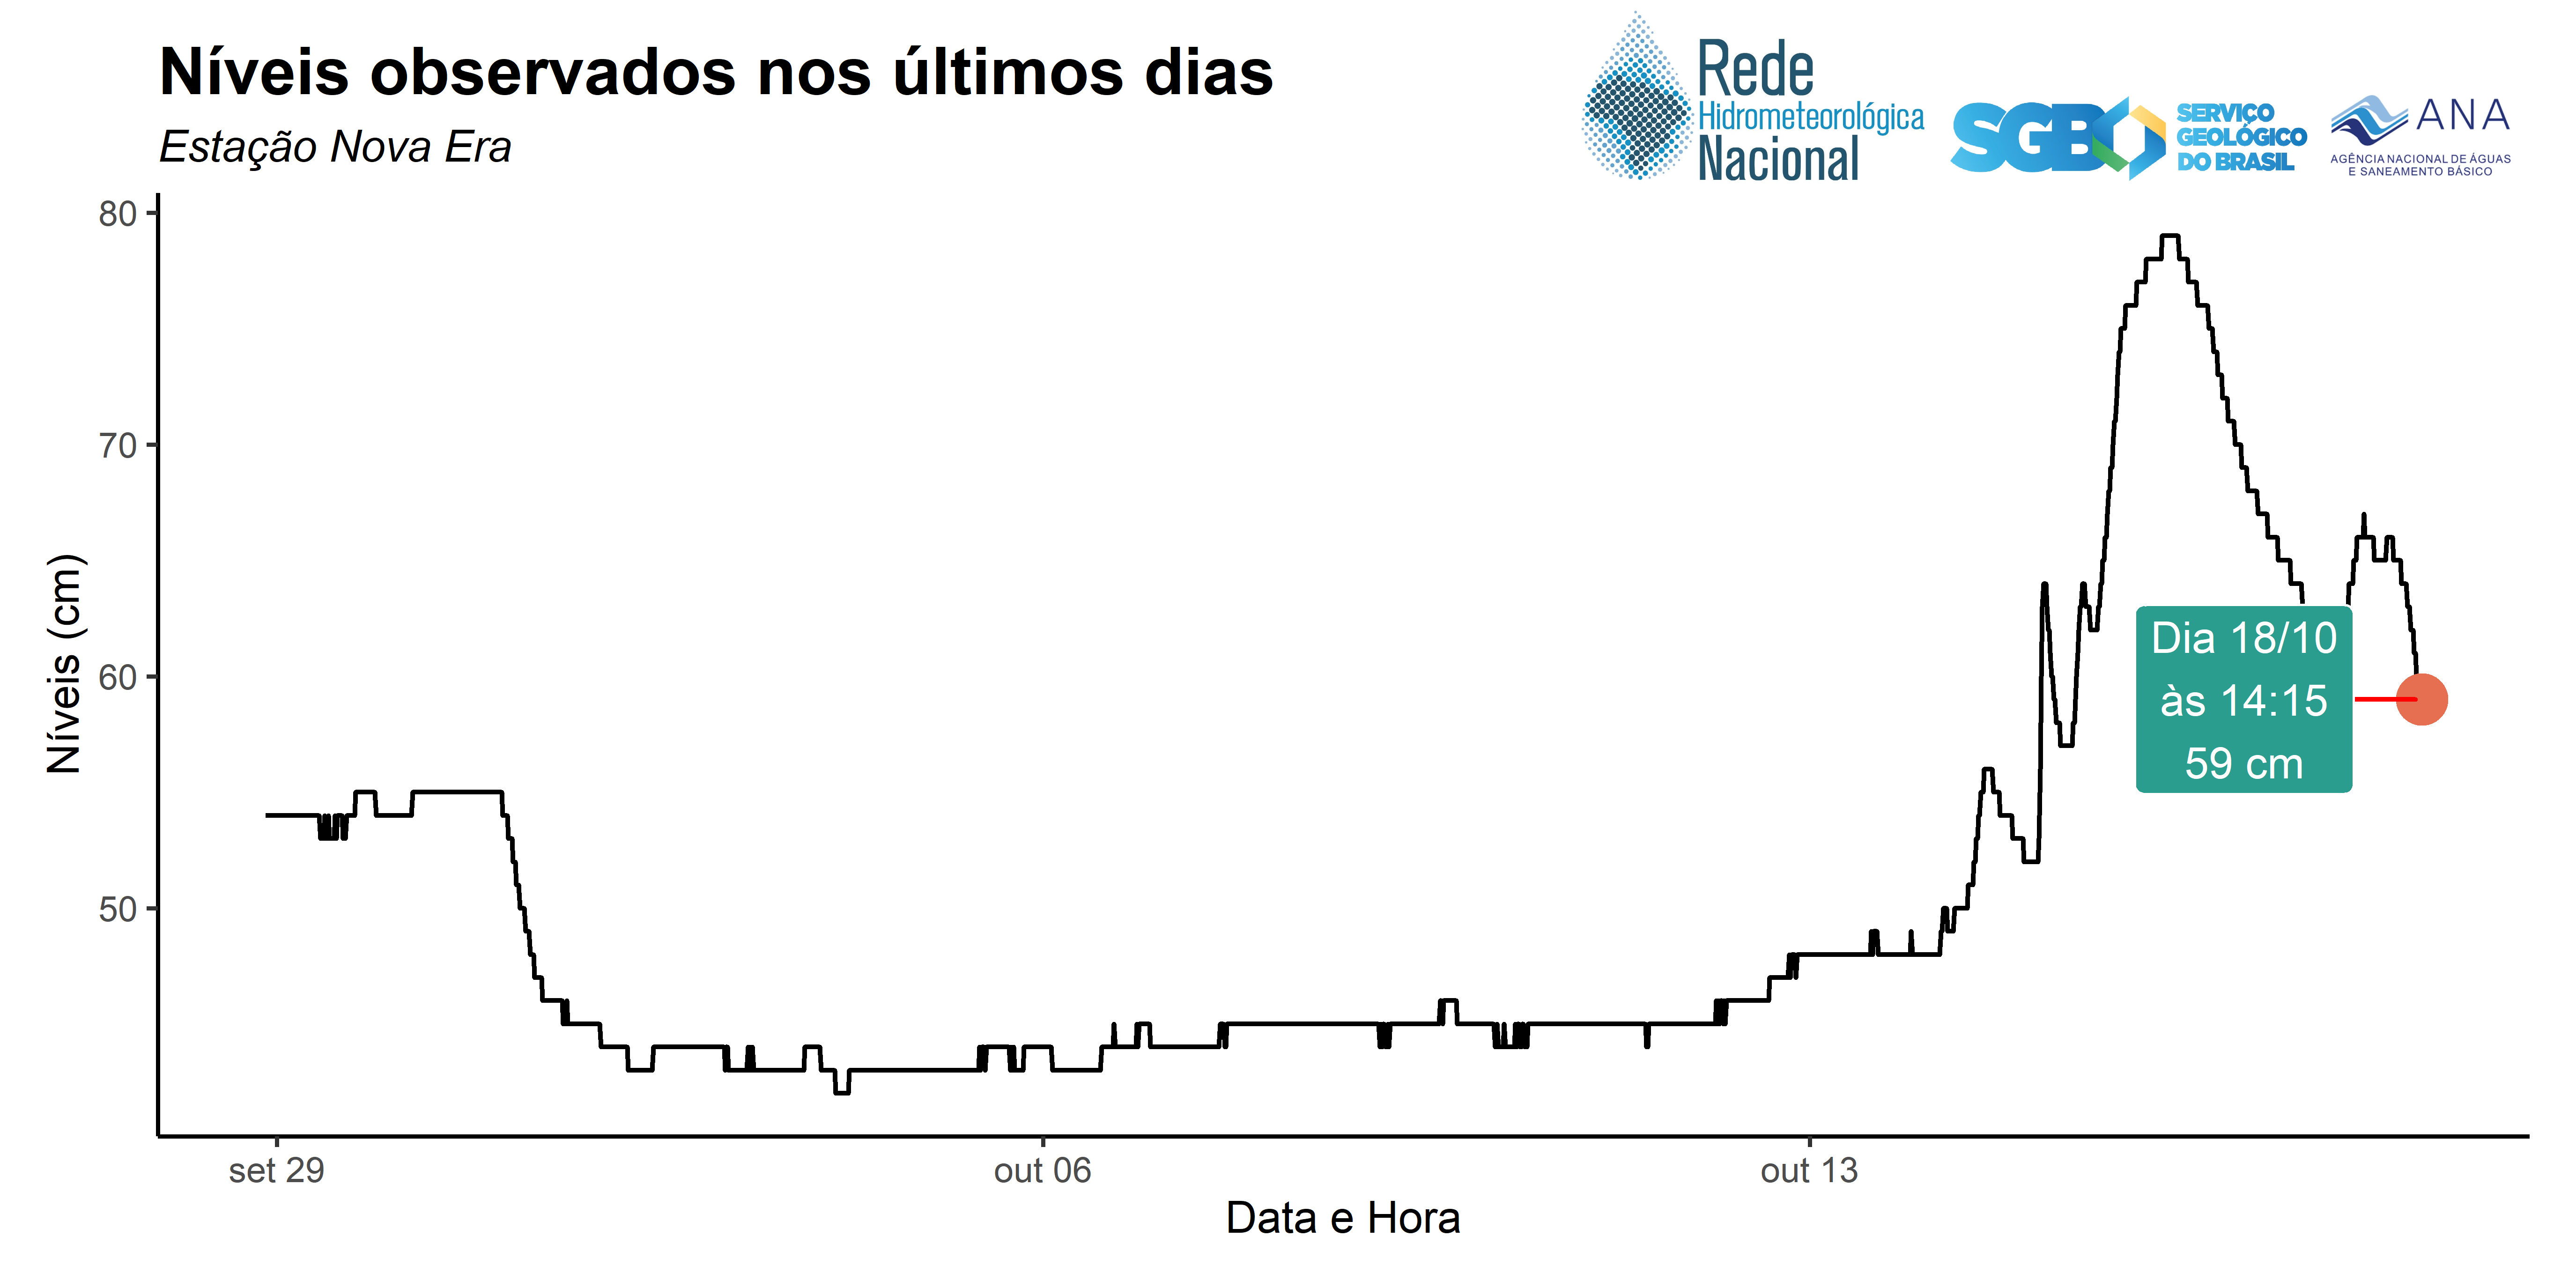 Níveis observados nos últimos dias
Estação Nova Era
Rede
Hidrometeorológica
Nacional
SGB
SERVIÇO
GEOLÓGICO
DO BRASIL
ANA
AGÊNCIA NACIONAL DE ÁGUAS
E SANEAMENTO BÁSICO
Níveis (cm)
80
70
60
50
Dia 18/10
às 14:15
59 cm
set 29
out 06
out 13
Data e Hora